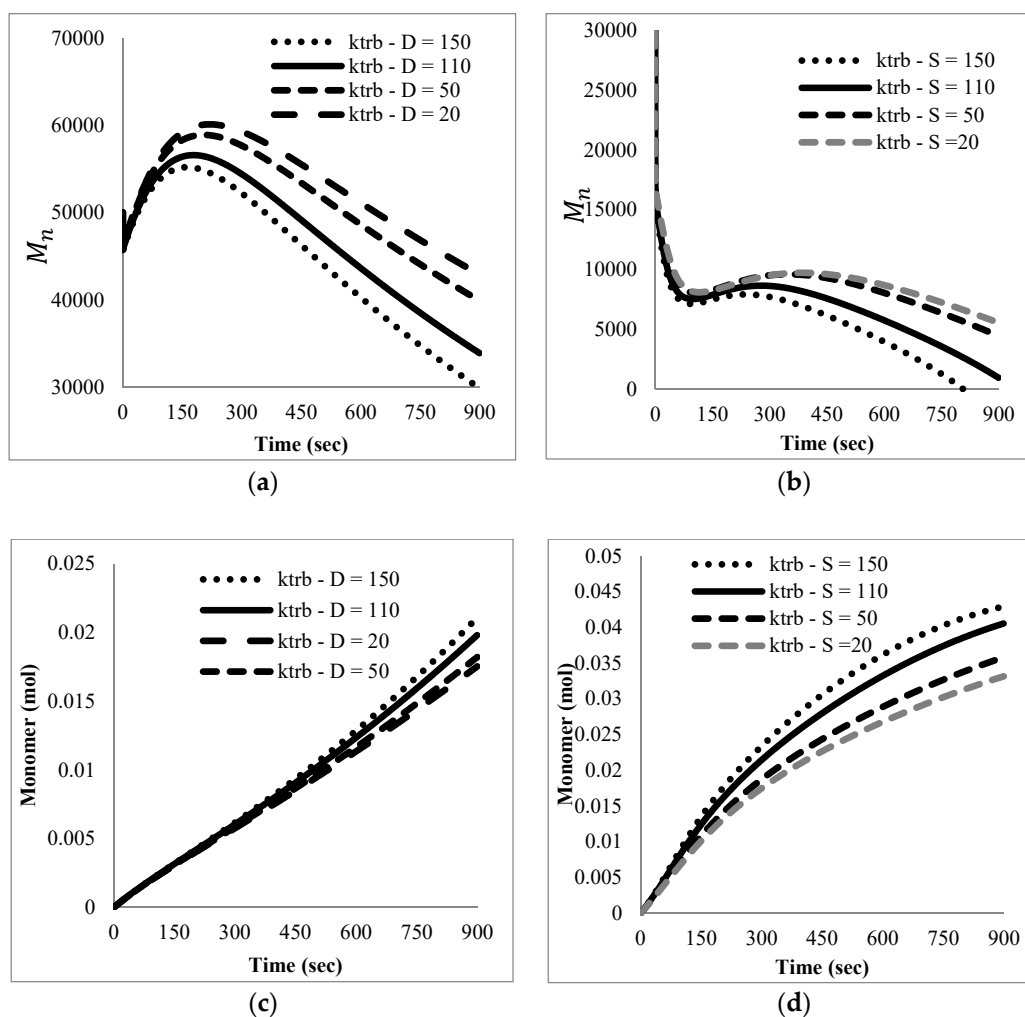 70000
60000
50000
40000
30000
M_n
ktrb - D = 150
ktrb - D = 110
ktrb - D = 50
ktrb - D = 20
0 150 300 450 600 750 900
Time (sec)
(a)
30000
25000
20000
15000
10000
5000
0
M_n
ktrb - S = 150
ktrb - S = 110
ktrb - S = 50
ktrb - S =20
0 150 300 450 600 750 900
Time (sec)
(b)
0.025
0.02
0.015
0.01
0.005
0
Monomer (mol)
ktrb - D = 150
ktrb - D = 110
ktrb - D = 20
ktrb - D = 50
0 150 300 450 600 750 900
Time (sec)
(c)
0.05
0.045
0.04
0.035
0.03
0.025
0.02
0.015
0.01
0.005
0
Monomer (mol)
ktrb - S = 150
ktrb - S = 110
ktrb - S = 50
ktrb - S =20
0 150 300 450 600 750 900
Time (sec)
(d)